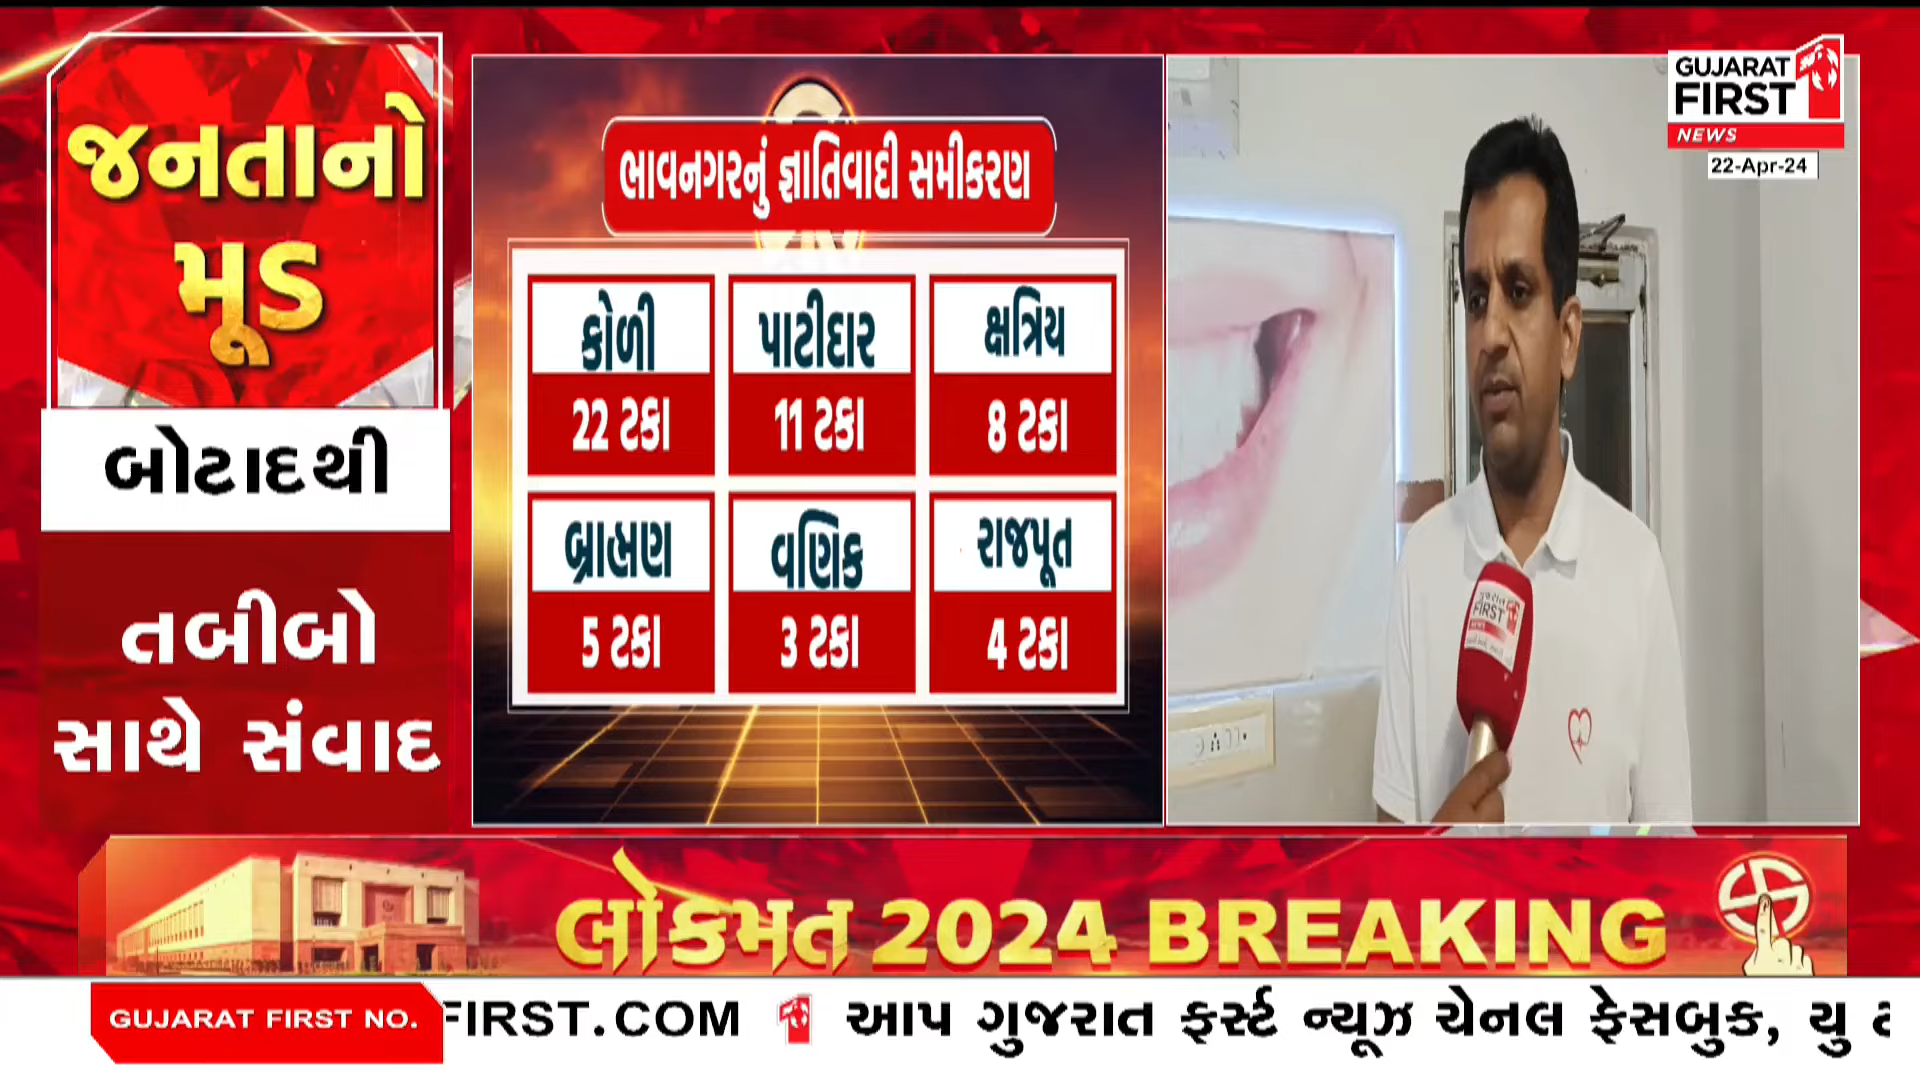 જનતાનો
મૂડ
બોટાદથી
તબીબો
સાથે સંવાદ
ભાવનગરનું જ્ઞાતિવાદી સમીકરણ
કોળી
પાટીદાર
ક્ષત્રિય
22 ટકા
11 ટકા
8 ટકા
બ્રાહ્મણ
વણિક
રાજપૂત
5 ટકા
3 ટકા
4 ટકા
GUJARAT
FIRST
NEWS
22-Apr-24
ગુજરાત
FIRST
લોકમત 2024 BREAKING
GUJARAT FIRST NO.
FIRST.COM
આપ ગુજરાત ફર્સ્ટ ન્યૂઝ ચેનલ ફેસબુક, યુ